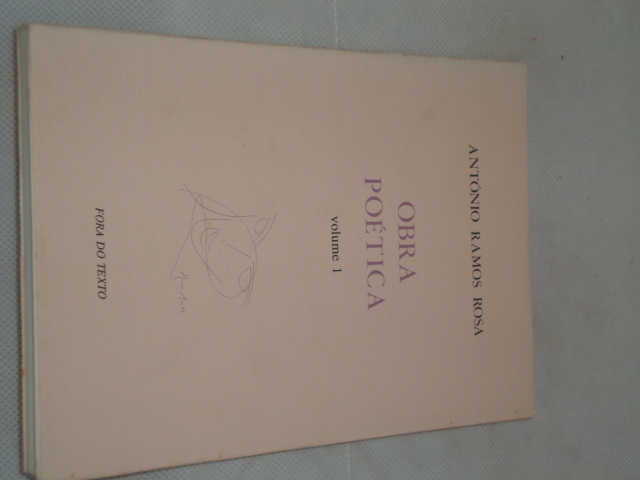 ANTÓNIO RAMOS ROSA
OBRA
POÉTICA
volume 1
FORA DO TEXTO